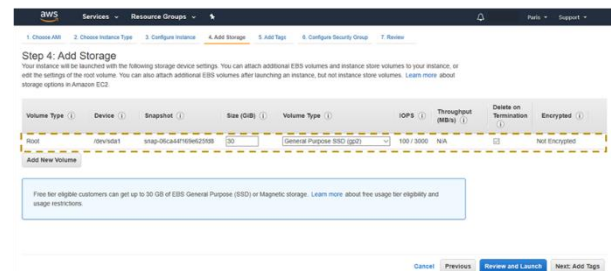 aws Services Resource Groups Paris Support
1. Choose AMI 2. Choose Instance Type 3. Configure Instance 4. Add Storage 5. Add Tags 6. Configure Security Group 7. Review
Step 4: Add Storage
Your instance will be launched with the following storage device settings. You can attach additional EBS volumes and instance store volumes to your instance, or
edit the settings of the root volume. You can also attach additional EBS volumes after launching an instance, but not instance store volumes. Learn more about
storage options in Amazon EC2.
Volume Type Device Snapshot Size (GiB) Volume Type IOPS Throughput (MB/s) Delete on Termination Encrypted
Root /dev/sda1 30 General Purpose SSD (gp2) 100 / 3000 N/A Not Encrypted
Add New Volume
Free tier eligible customers can get up to 30 GB of EBS General Purpose (SSD) or Magnetic storage. Learn more about free usage tier eligibility and
usage restrictions.
Cancel Previous Review and Launch Next: Add Tags